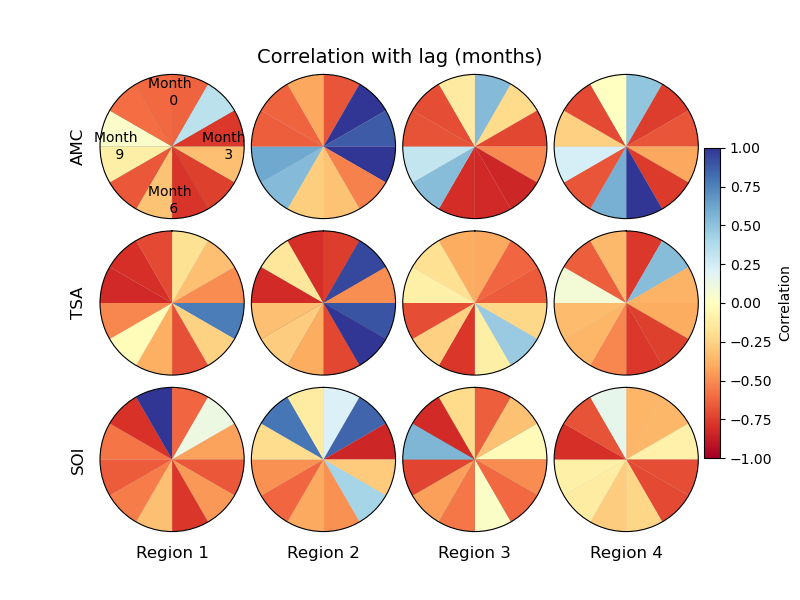 Correlation with lag (months)
AMC
Month
0
Month
3
Month
6
Month
9
TSA
SOI
Region 1
Region 2
Region 3
Region 4
1.00
0.75
0.50
0.25
0.00
−0.25
−0.50
−0.75
−1.00
Correlation